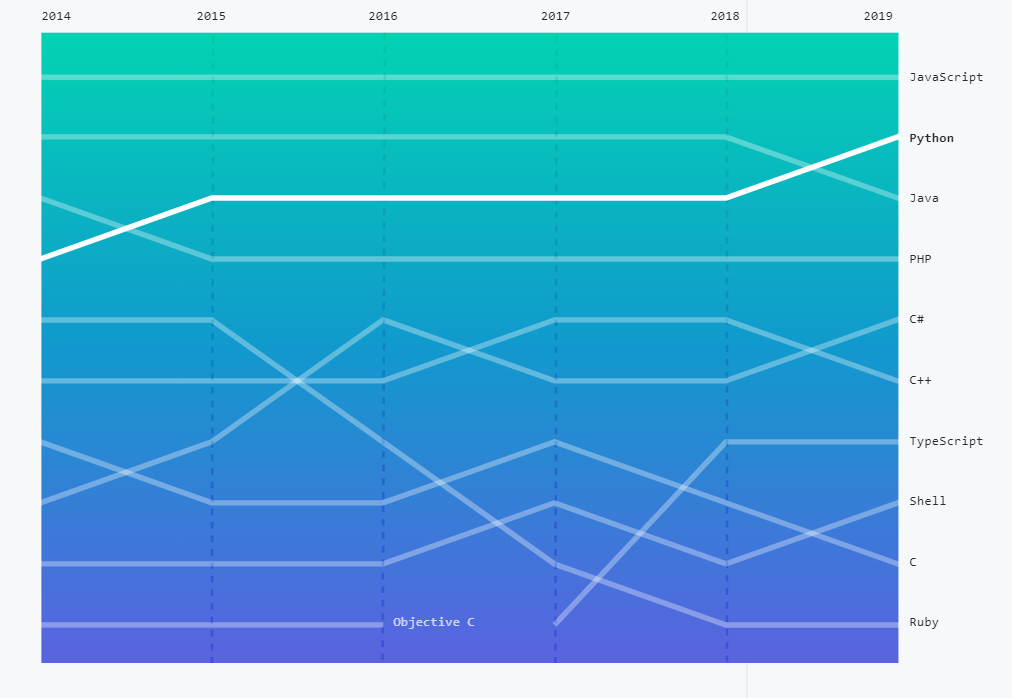 2014 2015 2016 2017 2018 2019
JavaScript
Python
Java
PHP
C#
C++
TypeScript
Shell
C
Objective C Ruby